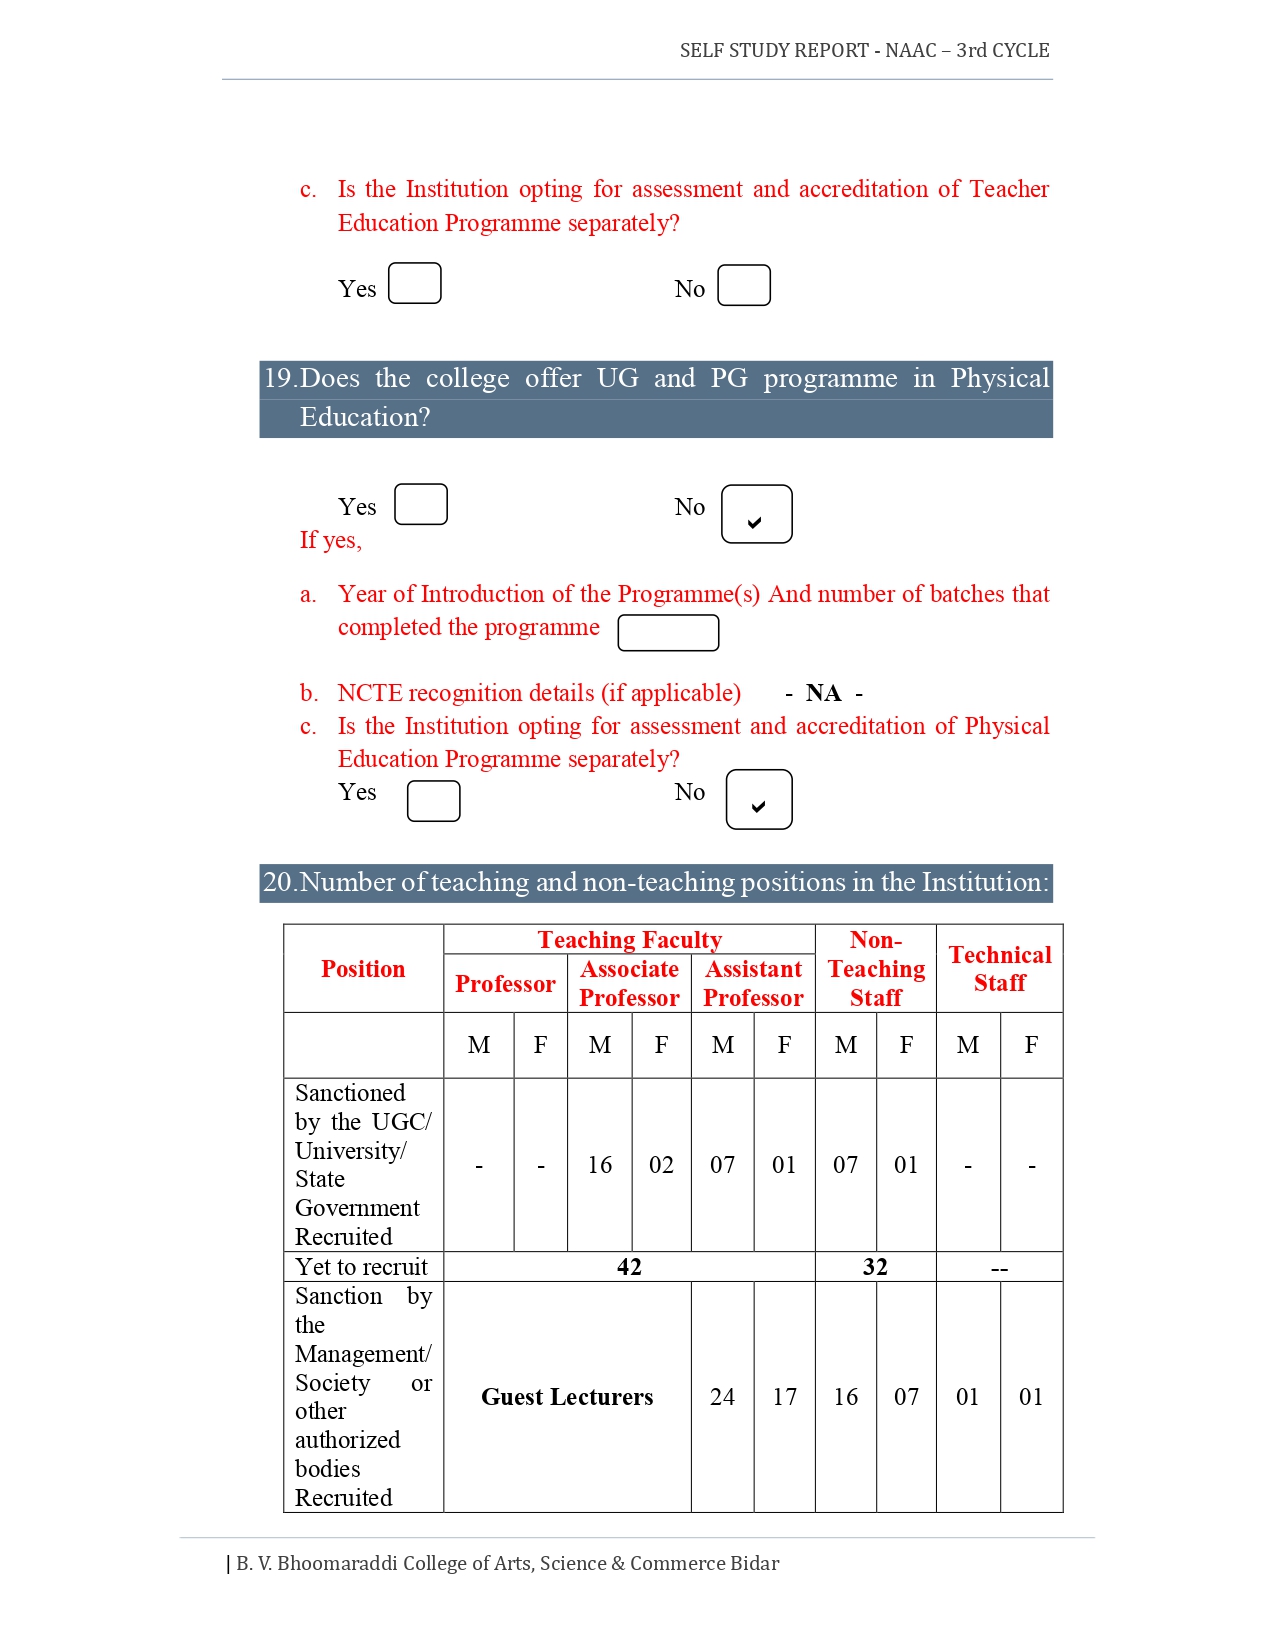 SELF STUDY REPORT - NAAC – 3rd CYCLE
c. Is the Institution opting for assessment and accreditation of Teacher
Education Programme separately?
Yes No
19.Does the college offer UG and PG programme in Physical
Education?
Yes No ✔
If yes,
a. Year of Introduction of the Programme(s) And number of batches that
completed the programme
b. NCTE recognition details (if applicable) - NA -
c. Is the Institution opting for assessment and accreditation of Physical
Education Programme separately?
Yes No ✔
20.Number of teaching and non-teaching positions in the Institution:
Position
Teaching Faculty
Professor
Associate
Professor
Assistant
Professor
Non-
Teaching
Staff
Technical
Staff
M F M F M F M F M F
Sanctioned
by the UGC/
University/
State
Government
Recruited
- - 16 02 07 01 07 01 - -
Yet to recruit 42 32 --
Sanction by
the
Management/
Society or
other
authorized
bodies
Recruited
Guest Lecturers 24 17 16 07 01 01
| B. V. Bhoomaraddi College of Arts, Science & Commerce Bidar